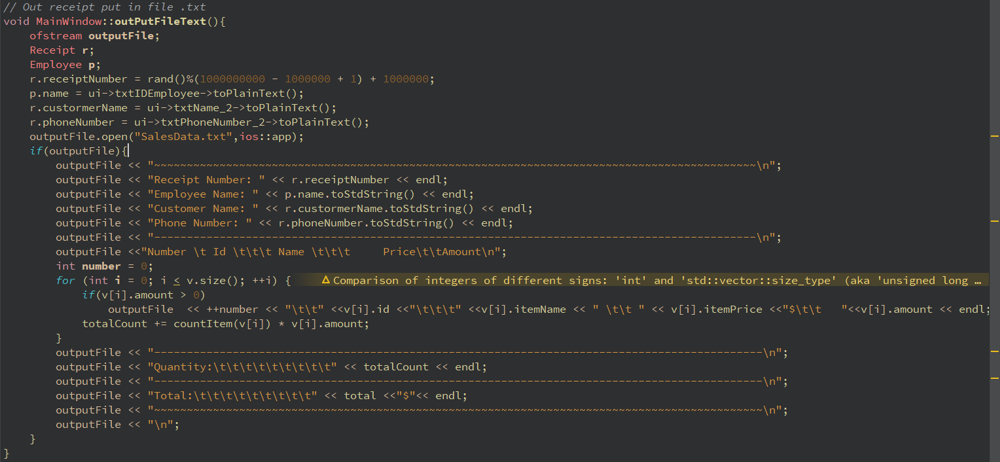 // Out receipt put in file .txt
void MainWindow::outPutFileText(){
    ofstream outputFile;
    Receipt r;
    Employee p;
    r.receiptNumber = rand()%(1000000000 - 1000000 + 1) + 1000000;
    p.name = ui->txtIDEmployee->toPlainText();
    r.custormerName = ui->txtName_2->toPlainText();
    r.phoneNumber = ui->txtPhoneNumber_2->toPlainText();
    outputFile.open("SalesData.txt",ios::app);
    if(outputFile){
        outputFile << "~~~~~~~~~~~~~~~~~~~~~~~~~~~~~~~~~~~~~~~~~~~~~~~~~~~~~~~~~~~~~~~~~~~~~~~~~~~~~~~~~~~~~~~~~~~~\n";
        outputFile << "Receipt Number: " << r.receiptNumber << endl;
        outputFile << "Employee Name: " << p.name.toStdString() << endl;
        outputFile << "Customer Name: " << r.custormerName.toStdString() << endl;
        outputFile << "Phone Number: " << r.phoneNumber.toStdString() << endl;
        outputFile << "--------------------------------------------------------------------------------------------\n";
        outputFile <<"Number \t Id \t\t\t Name \t\t\t     Price\t\tAmount\n";
        int number = 0;
        for (int i = 0; i < v.size(); ++i) {     ⚠Comparison of integers of different signs: 'int' and 'std::vector::size_type' (aka 'unsigned long …
            if(v[i].amount > 0)
                outputFile  << ++number << "\t\t" <<v[i].id <<"\t\t\t" <<v[i].itemName << " \t\t " << v[i].itemPrice <<"$\t\t   "<<v[i].amount << endl;
            totalCount += countItem(v[i]) * v[i].amount;
        }
        outputFile << "---------------------------------------------------------------------------------------------\n";
        outputFile << "Quantity:\t\t\t\t\t\t\t\t\t" << totalCount << endl;
        outputFile << "---------------------------------------------------------------------------------------------\n";
        outputFile << "Total:\t\t\t\t\t\t\t\t\t" << total <<"$"<< endl;
        outputFile << "~~~~~~~~~~~~~~~~~~~~~~~~~~~~~~~~~~~~~~~~~~~~~~~~~~~~~~~~~~~~~~~~~~~~~~~~~~~~~~~~~~~~~~~~~~~~~\n";
        outputFile << "\n";
    }
}